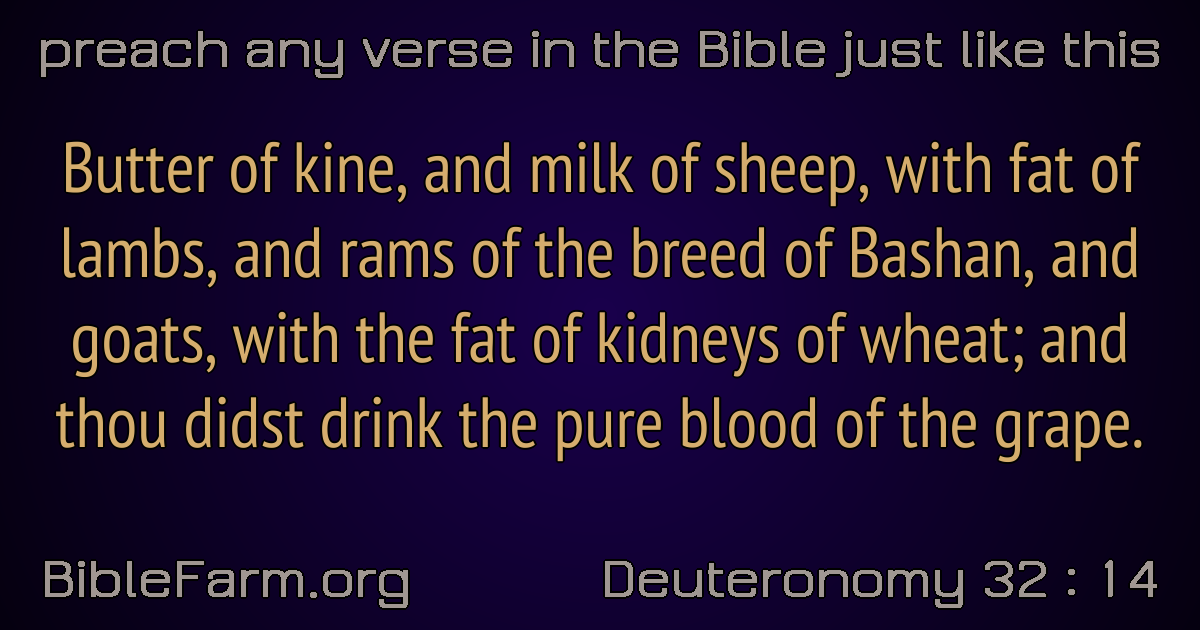 preach any verse in the Bible just like this
Butter of kine, and milk of sheep, with fat of
lambs, and rams of the breed of Bashan, and
goats, with the fat of kidneys of wheat; and
thou didst drink the pure blood of the grape.
BibleFarm.org
Deuteronomy 32 : 14